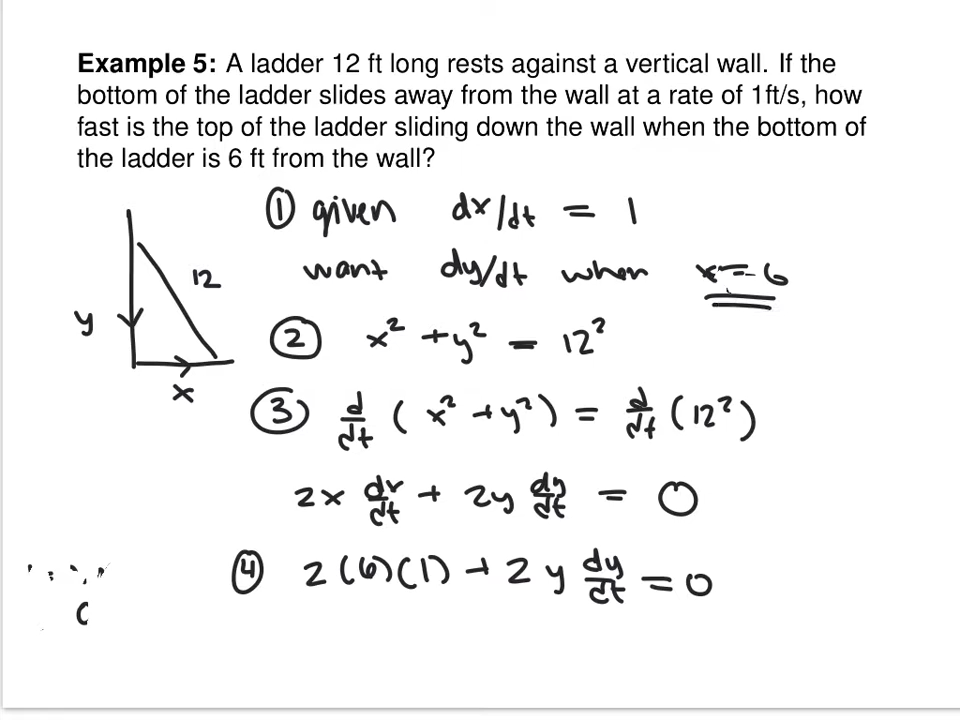 Example 5: A ladder 12 ft long rests against a vertical wall. If the
bottom of the ladder slides away from the wall at a rate of 1ft/s, how
fast is the top of the ladder sliding down the wall when the bottom of
the ladder is 6 ft from the wall?
① given dx/dt = 1
12
want dy/dt when x = 6
y
② x² + y² = 12²
x
③ d/dt ( x² + y² ) = d/dt (12²)
2x dx/dt + 2y dy/dt = 0
④ 2(6)(1) + 2y dy/dt = 0